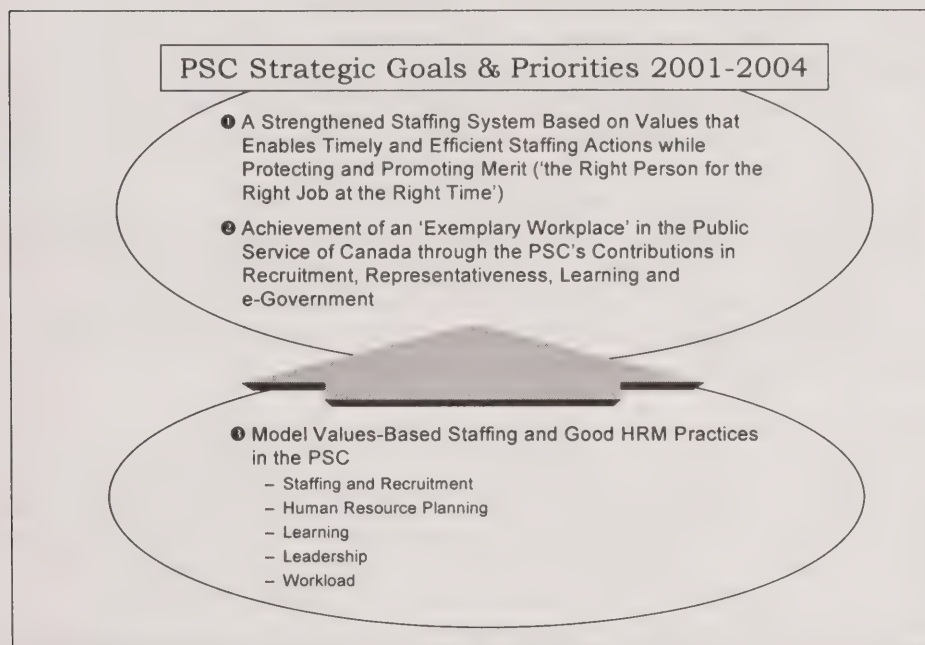 PSC Strategic Goals & Priorities 2001-2004
❶ A Strengthened Staffing System Based on Values that
Enables Timely and Efficient Staffing Actions while
Protecting and Promoting Merit ('the Right Person for the
Right Job at the Right Time')
❷ Achievement of an 'Exemplary Workplace' in the Public
Service of Canada through the PSC's Contributions in
Recruitment, Representativeness, Learning and
e-Government
❸ Model Values-Based Staffing and Good HRM Practices
in the PSC
– Staffing and Recruitment
– Human Resource Planning
– Learning
– Leadership
– Workload